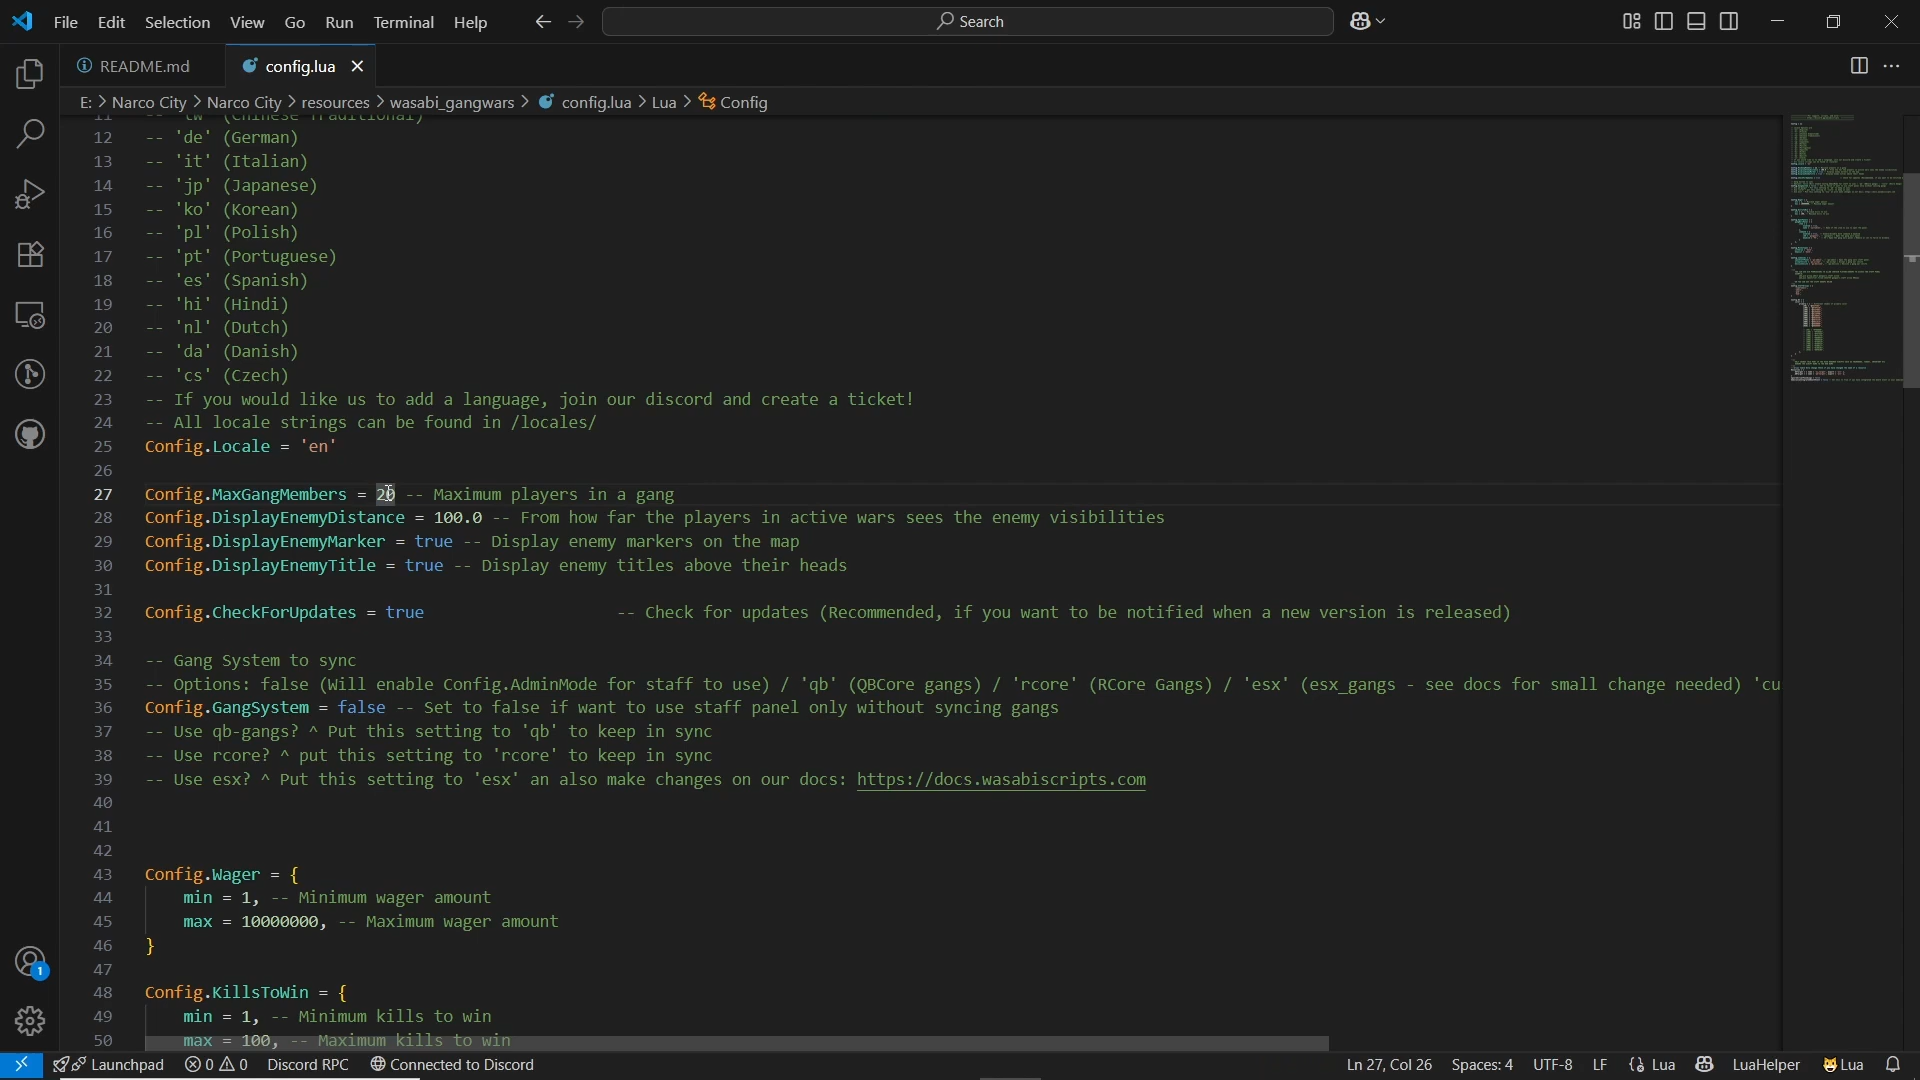 File Edit Selection View Go Run Terminal Help Search
README.md config.lua
E: > Narco City > Narco City > resources > wasabi_gangwars > config.lua > Lua > Config
11 -- 'tw' (Chinese Traditional)
12 -- 'de' (German)
13 -- 'it' (Italian)
14 -- 'jp' (Japanese)
15 -- 'ko' (Korean)
16 -- 'pl' (Polish)
17 -- 'pt' (Portuguese)
18 -- 'es' (Spanish)
19 -- 'hi' (Hindi)
20 -- 'nl' (Dutch)
21 -- 'da' (Danish)
22 -- 'cs' (Czech)
23 -- If you would like us to add a language, join our discord and create a ticket!
24 -- All locale strings can be found in /locales/
25 Config.Locale = 'en'
26
27 Config.MaxGangMembers = 20 -- Maximum players in a gang
28 Config.DisplayEnemyDistance = 100.0 -- From how far the players in active wars sees the enemy visibilities
29 Config.DisplayEnemyMarker = true -- Display enemy markers on the map
30 Config.DisplayEnemyTitle = true -- Display enemy titles above their heads
31
32 Config.CheckForUpdates = true -- Check for updates (Recommended, if you want to be notified when a new version is released)
33
34 -- Gang System to sync
35 -- Options: false (Will enable Config.AdminMode for staff to use) / 'qb' (QBCore gangs) / 'rcore' (RCore Gangs) / 'esx' (esx_gangs - see docs for small change needed) 'cu
36 Config.GangSystem = false -- Set to false if want to use staff panel only without syncing gangs
37 -- Use qb-gangs? ^ Put this setting to 'qb' to keep in sync
38 -- Use rcore? ^ put this setting to 'rcore' to keep in sync
39 -- Use esx? ^ Put this setting to 'esx' an also make changes on our docs: https://docs.wasabiscripts.com
40
41
42
43 Config.Wager = {
44 min = 1, -- Minimum wager amount
45 max = 10000000, -- Maximum wager amount
46 }
47
48 Config.KillsToWin = {
49 min = 1, -- Minimum kills to win
50 max = 100, -- Maximum kills to win
1
Launchpad 0 0 Discord RPC Connected to Discord Ln 27, Col 26 Spaces: 4 UTF-8 LF {} Lua LuaHelper Lua